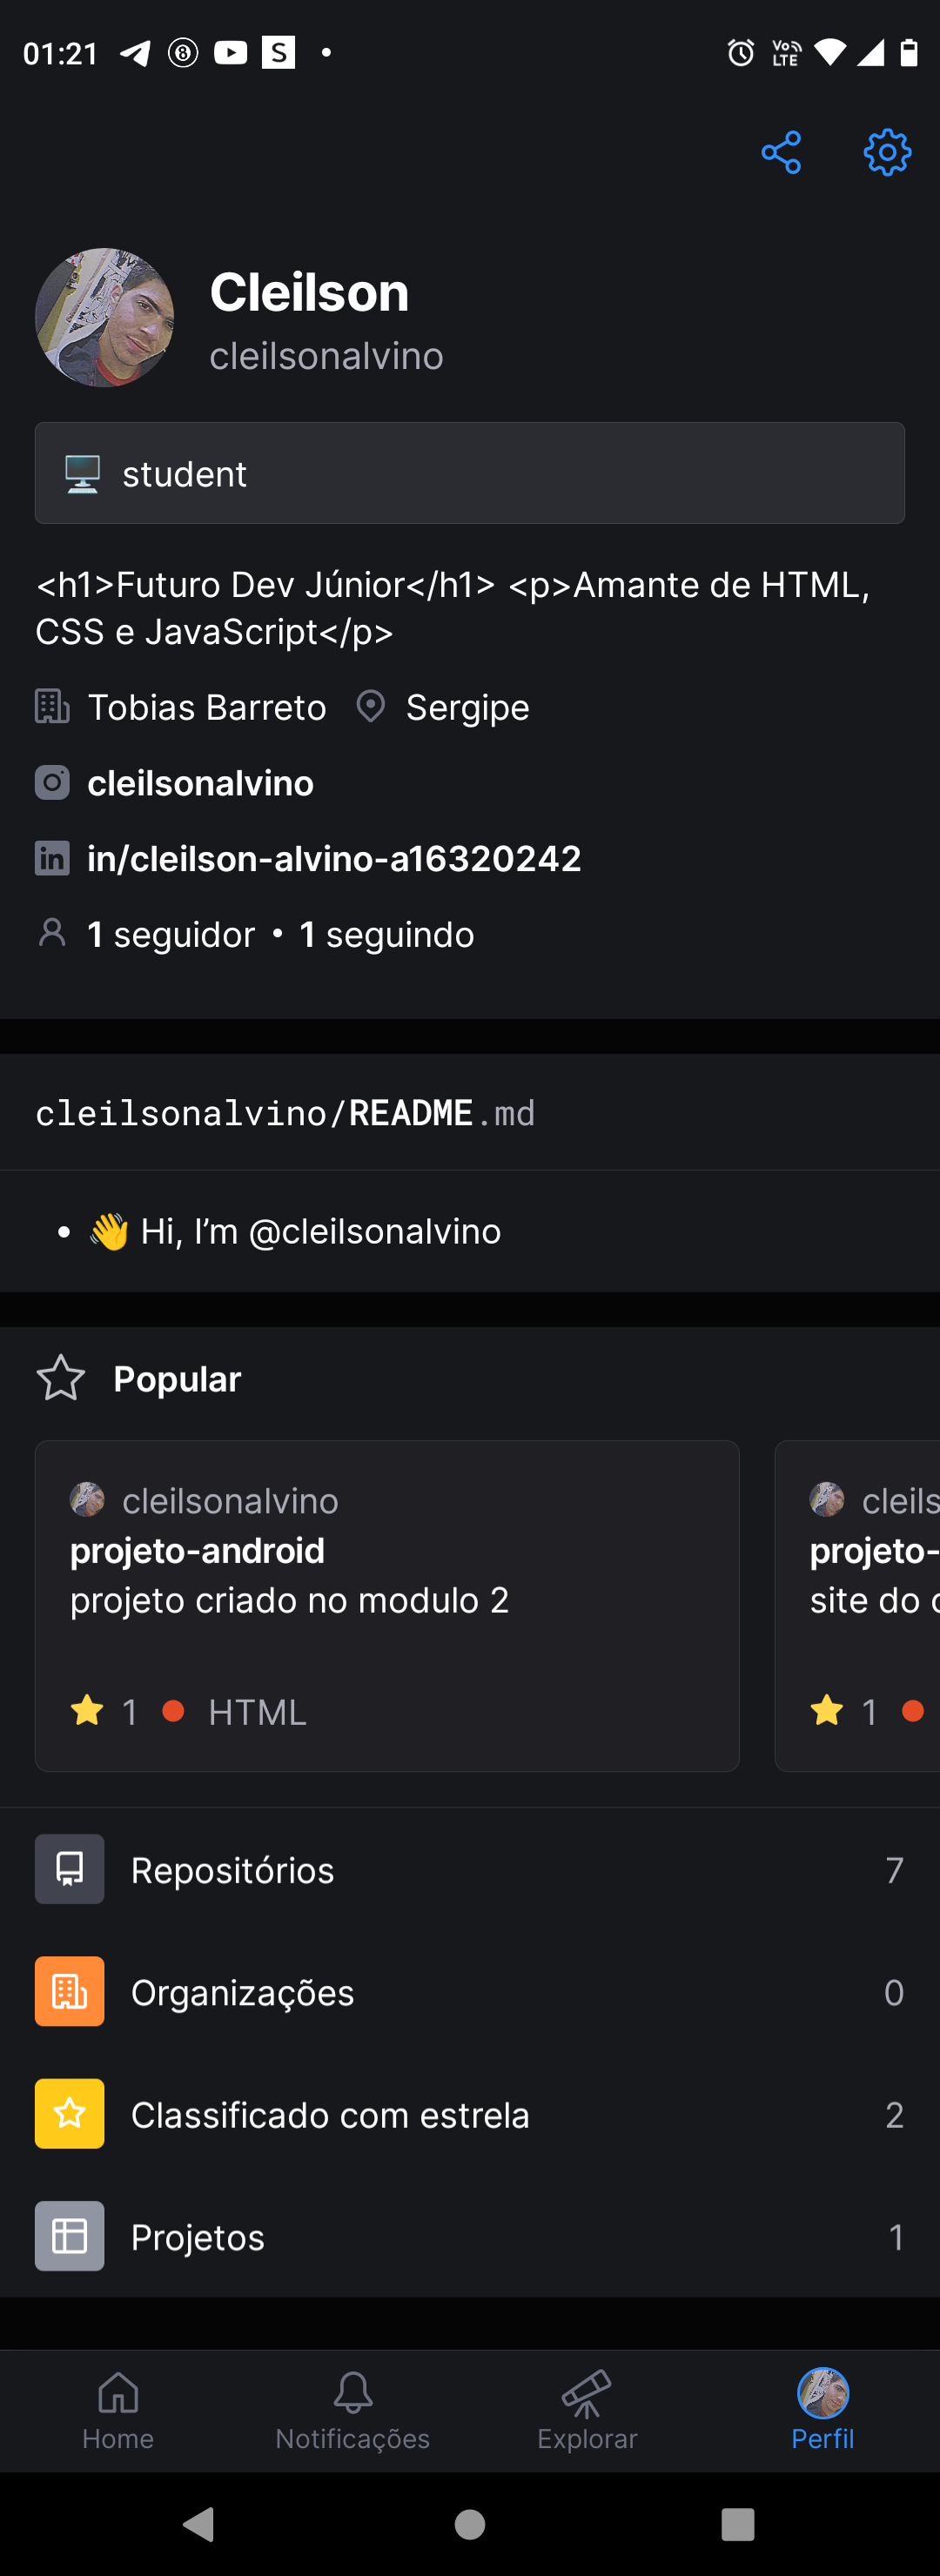 01:21
S
Vo LTE
Cleilson
cleilsonalvino
student
<h1>Futuro Dev Júnior</h1> <p>Amante de HTML,
CSS e JavaScript</p>
Tobias Barreto Sergipe
cleilsonalvino
in/cleilson-alvino-a16320242
1 seguidor • 1 seguindo
cleilsonalvino/README.md
• 👋 Hi, I’m @cleilsonalvino
Popular
cleilsonalvino
projeto-android
projeto criado no modulo 2
1 HTML
cleils
projeto-
site do
1
Repositórios 7
Organizações 0
Classificado com estrela 2
Projetos 1
Home Notificações Explorar Perfil